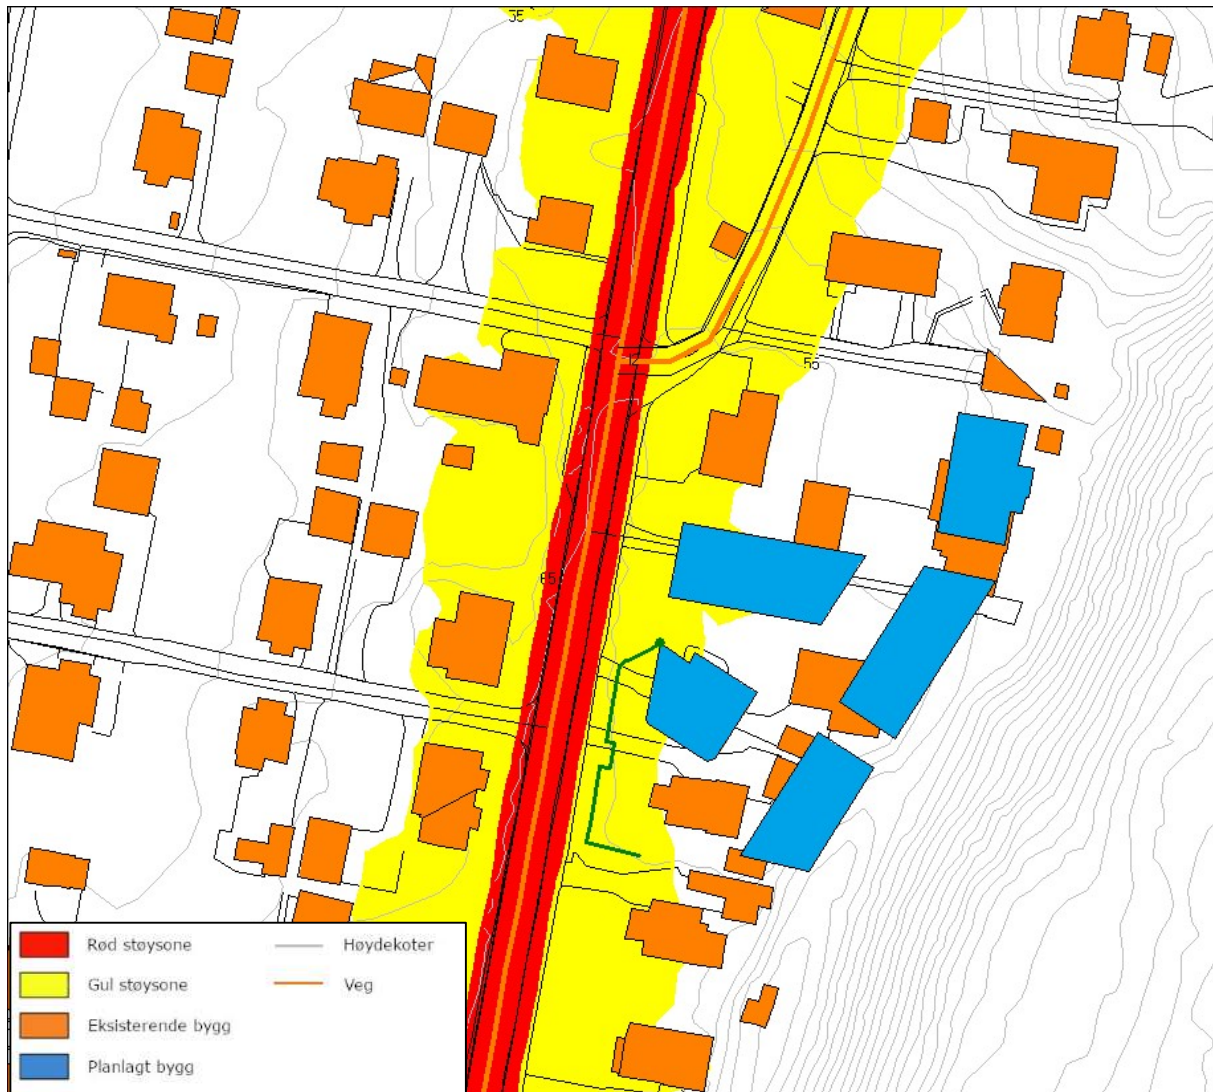 55
55
65
Rød støysone
Høydekoter
Gul støysone
Veg
Eksisterende bygg
Planlagt bygg